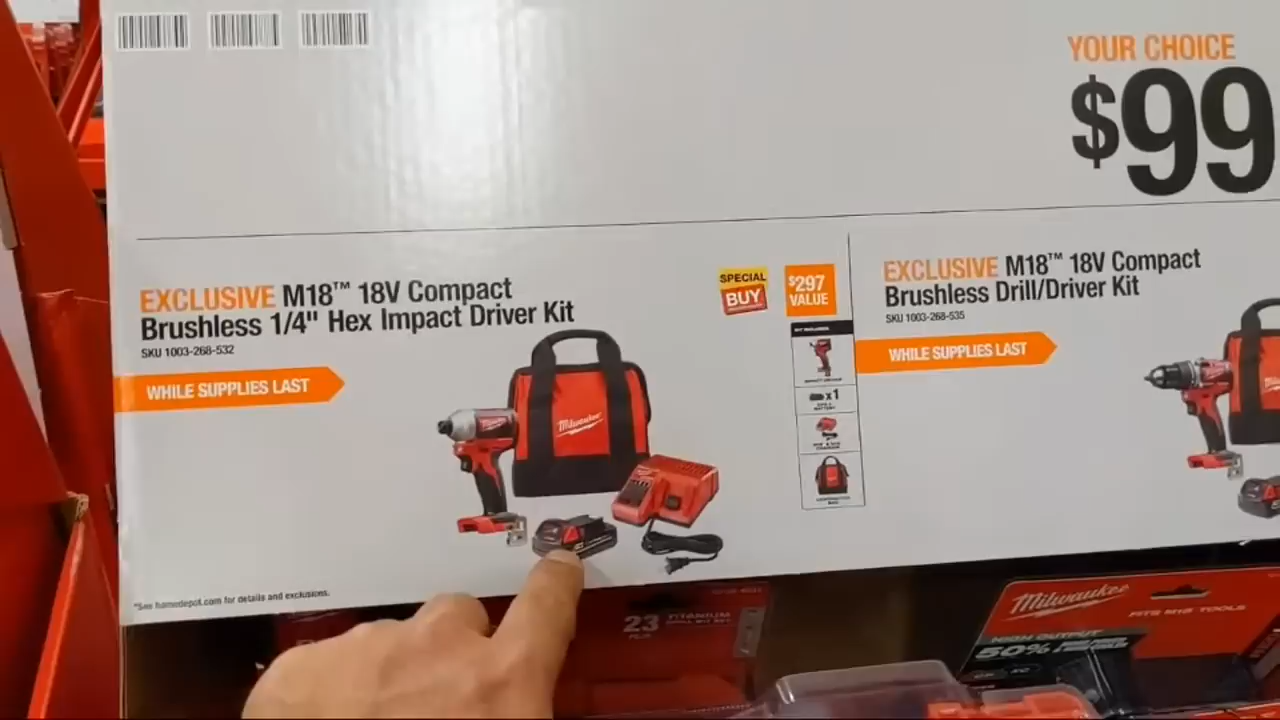 YOUR CHOICE
$99
EXCLUSIVE M18™ 18V Compact
Brushless 1/4" Hex Impact Driver Kit
SKU 1003-268-532
WHILE SUPPLIES LAST
SPECIAL
BUY
$297
VALUE
x1
EXCLUSIVE M18™ 18V Compact
Brushless Drill/Driver Kit
SKU 1003-268-535
WHILE SUPPLIES LAST
Milwaukee
*See homedepot.com for details and exclusions.
23
TITANIUM
Milwaukee
FITS M18 TOOLS
HIGH OUTPUT
50%